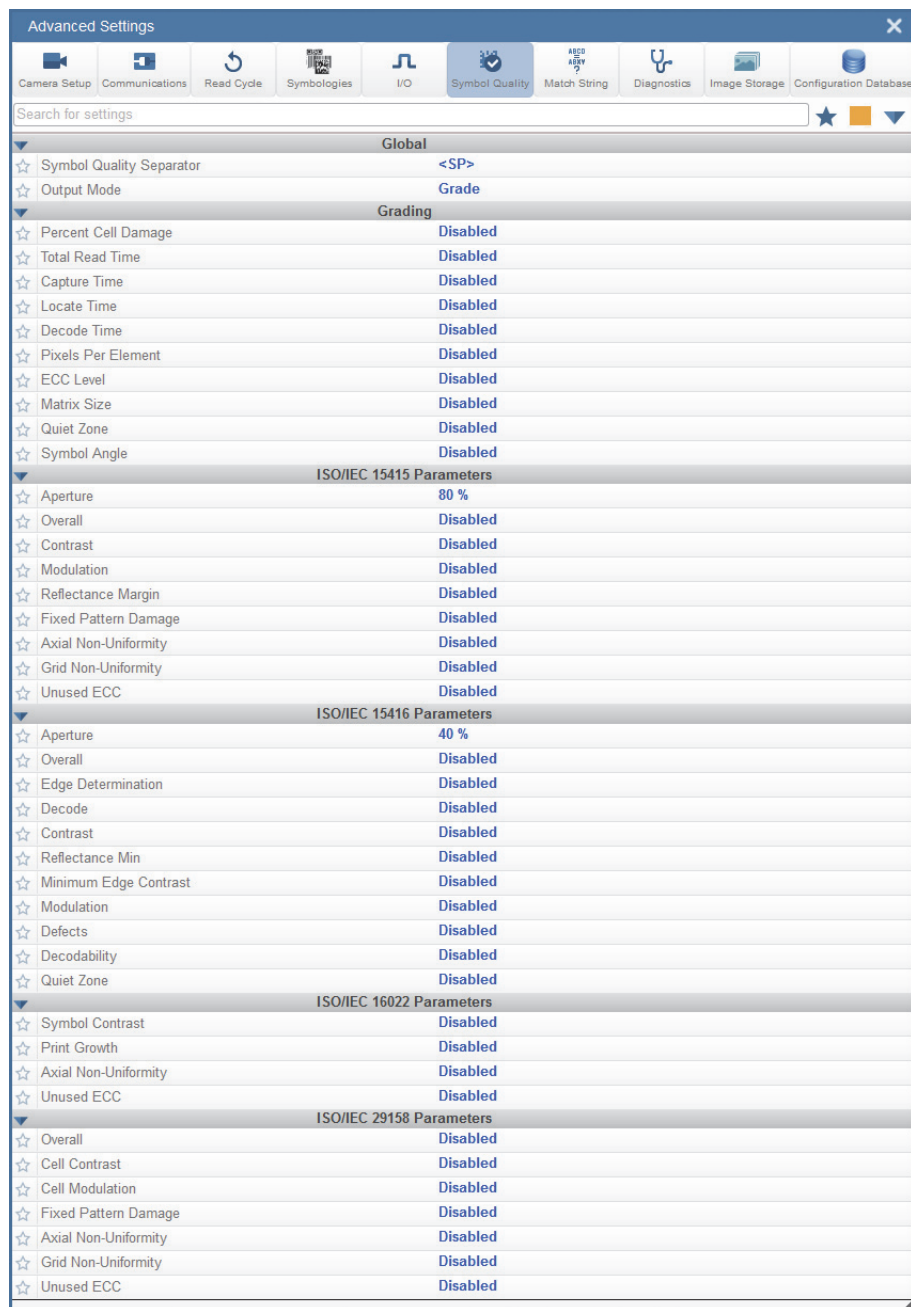 Advanced Settings
Camera Setup Communications Read Cycle Symbologies I/O Symbol Quality Match String Diagnostics Image Storage Configuration Database
Search for settings
Global
Symbol Quality Separator <SP>
Output Mode Grade
Grading
Percent Cell Damage Disabled
Total Read Time Disabled
Capture Time Disabled
Locate Time Disabled
Decode Time Disabled
Pixels Per Element Disabled
ECC Level Disabled
Matrix Size Disabled
Quiet Zone Disabled
Symbol Angle Disabled
ISO/IEC 15415 Parameters
Aperture 80 %
Overall Disabled
Contrast Disabled
Modulation Disabled
Reflectance Margin Disabled
Fixed Pattern Damage Disabled
Axial Non-Uniformity Disabled
Grid Non-Uniformity Disabled
Unused ECC Disabled
ISO/IEC 15416 Parameters
Aperture 40 %
Overall Disabled
Edge Determination Disabled
Decode Disabled
Contrast Disabled
Reflectance Min Disabled
Minimum Edge Contrast Disabled
Modulation Disabled
Defects Disabled
Decodability Disabled
Quiet Zone Disabled
ISO/IEC 16022 Parameters
Symbol Contrast Disabled
Print Growth Disabled
Axial Non-Uniformity Disabled
Unused ECC Disabled
ISO/IEC 29158 Parameters
Overall Disabled
Cell Contrast Disabled
Cell Modulation Disabled
Fixed Pattern Damage Disabled
Axial Non-Uniformity Disabled
Grid Non-Uniformity Disabled
Unused ECC Disabled